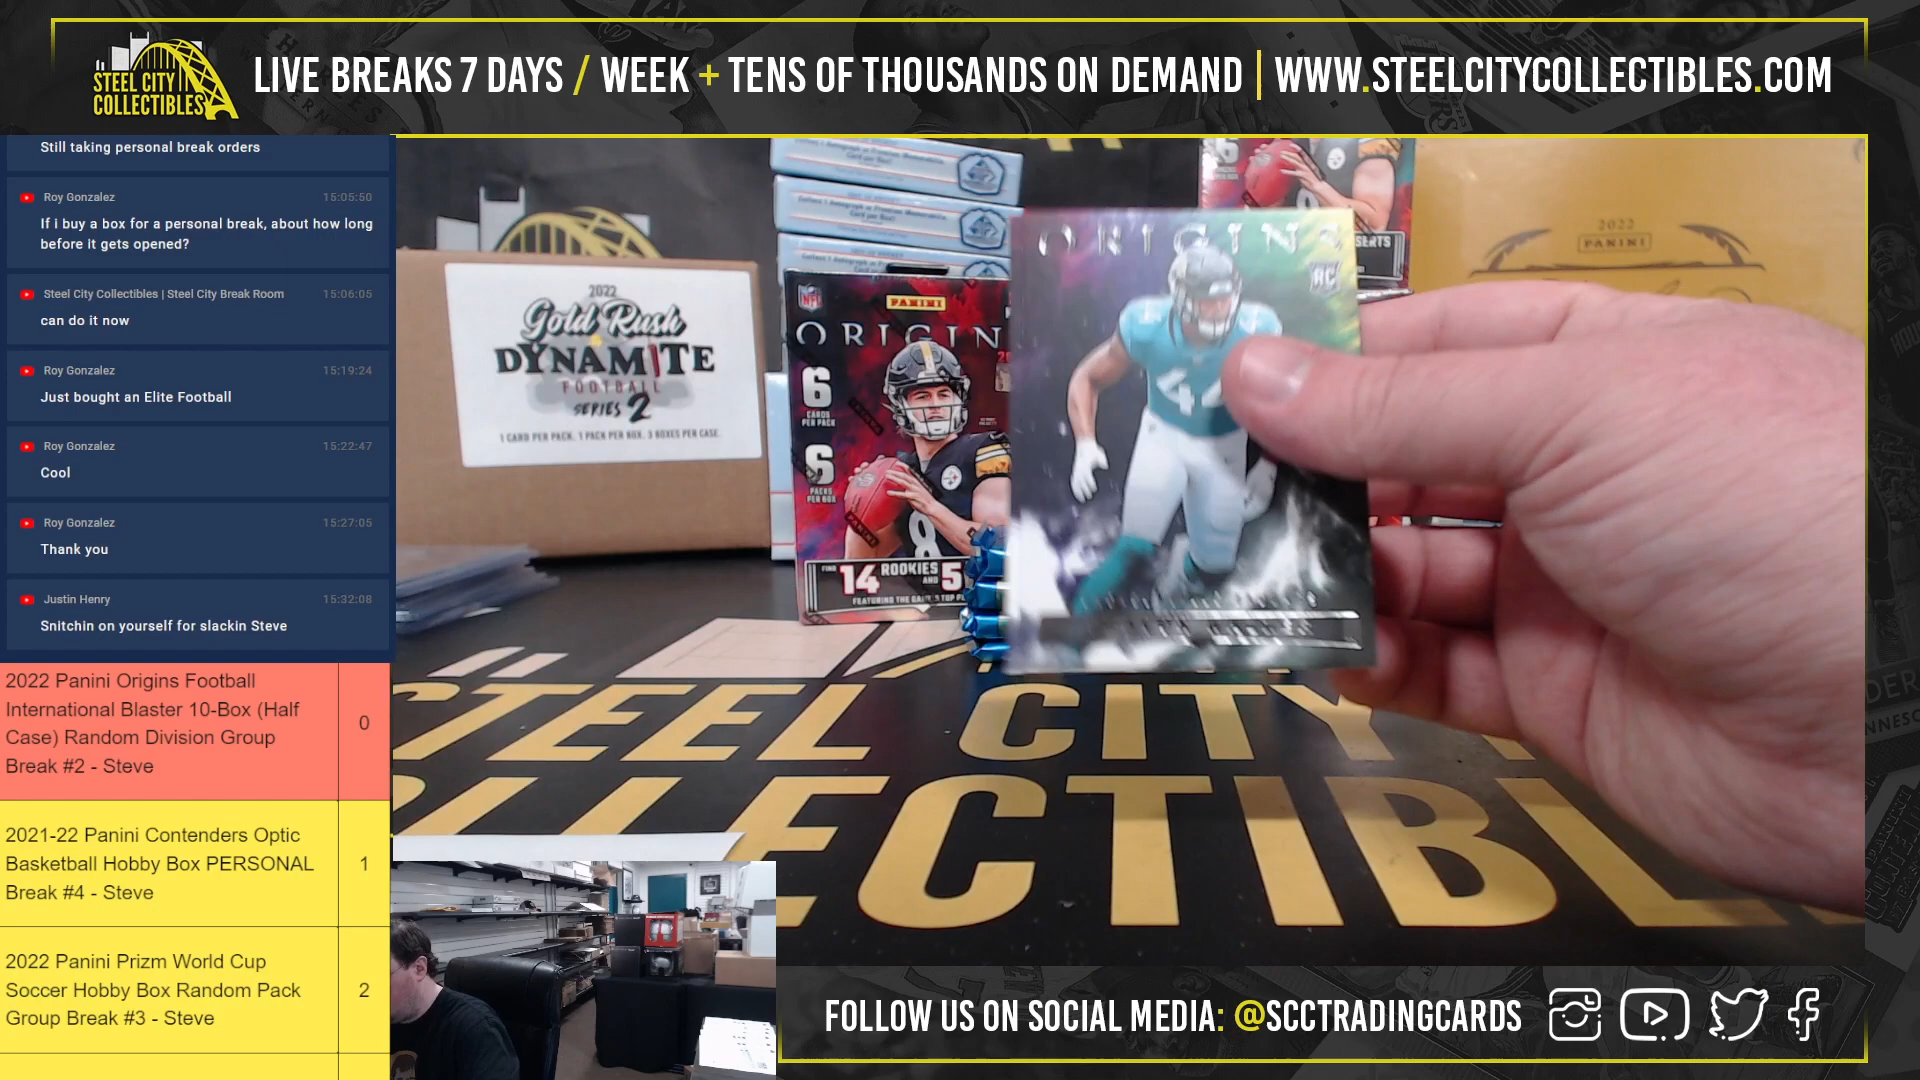 STEEL CITY
COLLECTIBLES
LIVE BREAKS 7 DAYS / WEEK + TENS OF THOUSANDS ON DEMAND | WWW.STEELCITYCOLLECTIBLES.COM
Still taking personal break orders
Roy Gonzalez 15:05:50
If i buy a box for a personal break, about how long
before it gets opened?
Steel City Collectibles | Steel City Break Room 15:06:05
can do it now
Roy Gonzalez 15:19:24
Just bought an Elite Football
Roy Gonzalez 15:22:47
Cool
Roy Gonzalez 15:27:05
Thank you
Justin Henry 15:32:08
Snitchin on yourself for slackin Steve
2022 Panini Origins Football
International Blaster 10-Box (Half
Case) Random Division Group
Break #2 - Steve
0
2021-22 Panini Contenders Optic
Basketball Hobby Box PERSONAL
Break #4 - Steve
1
2022 Panini Prizm World Cup
Soccer Hobby Box Random Pack
Group Break #3 - Steve
2
2022
Gold Rush
DYNAMITE
FOOTBALL
SERIES 2
1 CARD PER PACK. 1 PACK PER BOX. 3 BOXES PER CASE.
NFL
PANINI
ORIGIN
6
CARDS
PER PACK
6
PACKS
PER BOX
8
FIND 14 ROOKIES AND 5
ORIGINS
RC
44
SERTS
2022
PANINI
STEEL CITY
LLECTIBL
FOLLOW US ON SOCIAL MEDIA: @SCCTRADINGCARDS